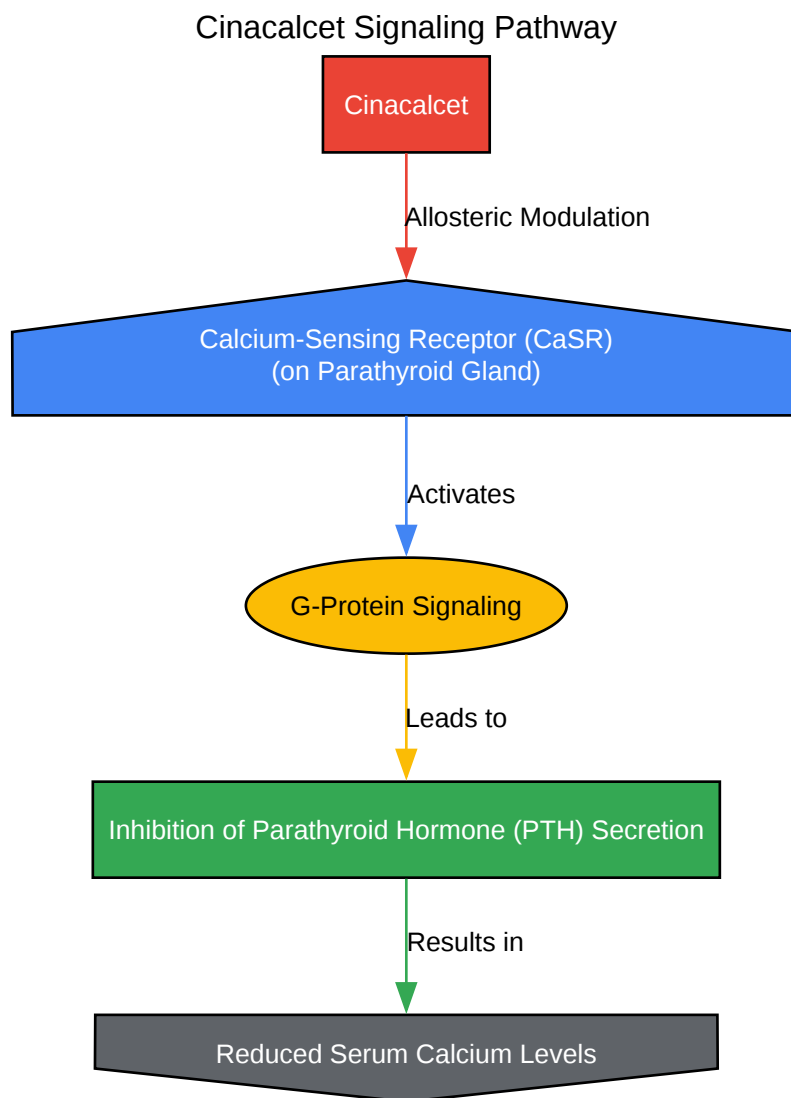 Cinacalcet Signaling Pathway
Cinacalcet
Allosteric Modulation
Calcium-Sensing Receptor (CaSR)
(on Parathyroid Gland)
Activates
G-Protein Signaling
Leads to
Inhibition of Parathyroid Hormone (PTH) Secretion
Results in
Reduced Serum Calcium Levels